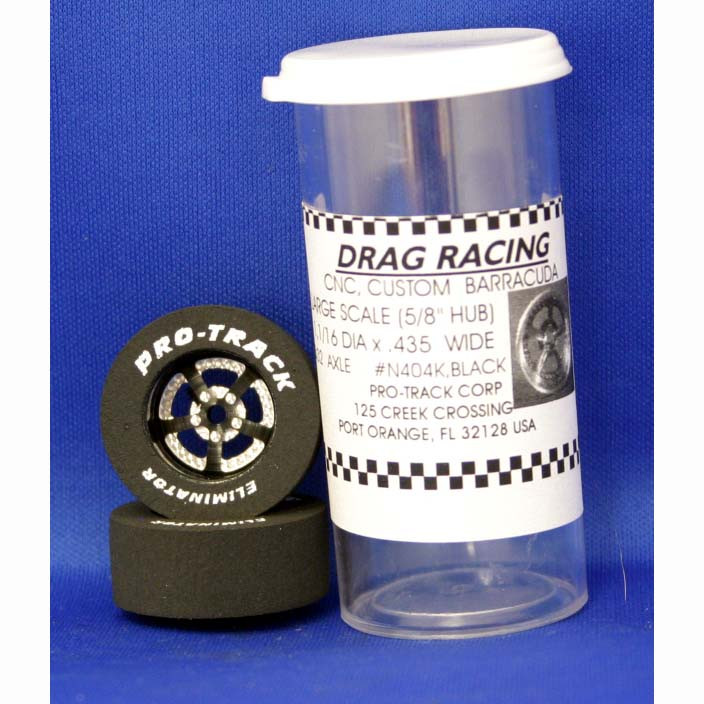 PRO-TRACK
ELIMINATOR
ELIMINATOR
DRAG RACING
CNC, CUSTOM BARRACUDA
ARGE SCALE (5/8" HUB)
1/16 DIA x .435 WIDE
AXLE #N404K,BLACK
PRO-TRACK CORP
125 CREEK CROSSING
PORT ORANGE, FL 32128 USA